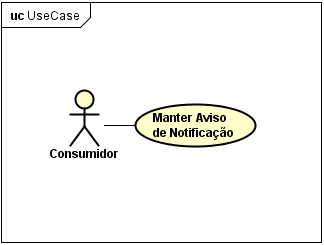 uc UseCase
Manter Aviso
de Notificação
Consumidor